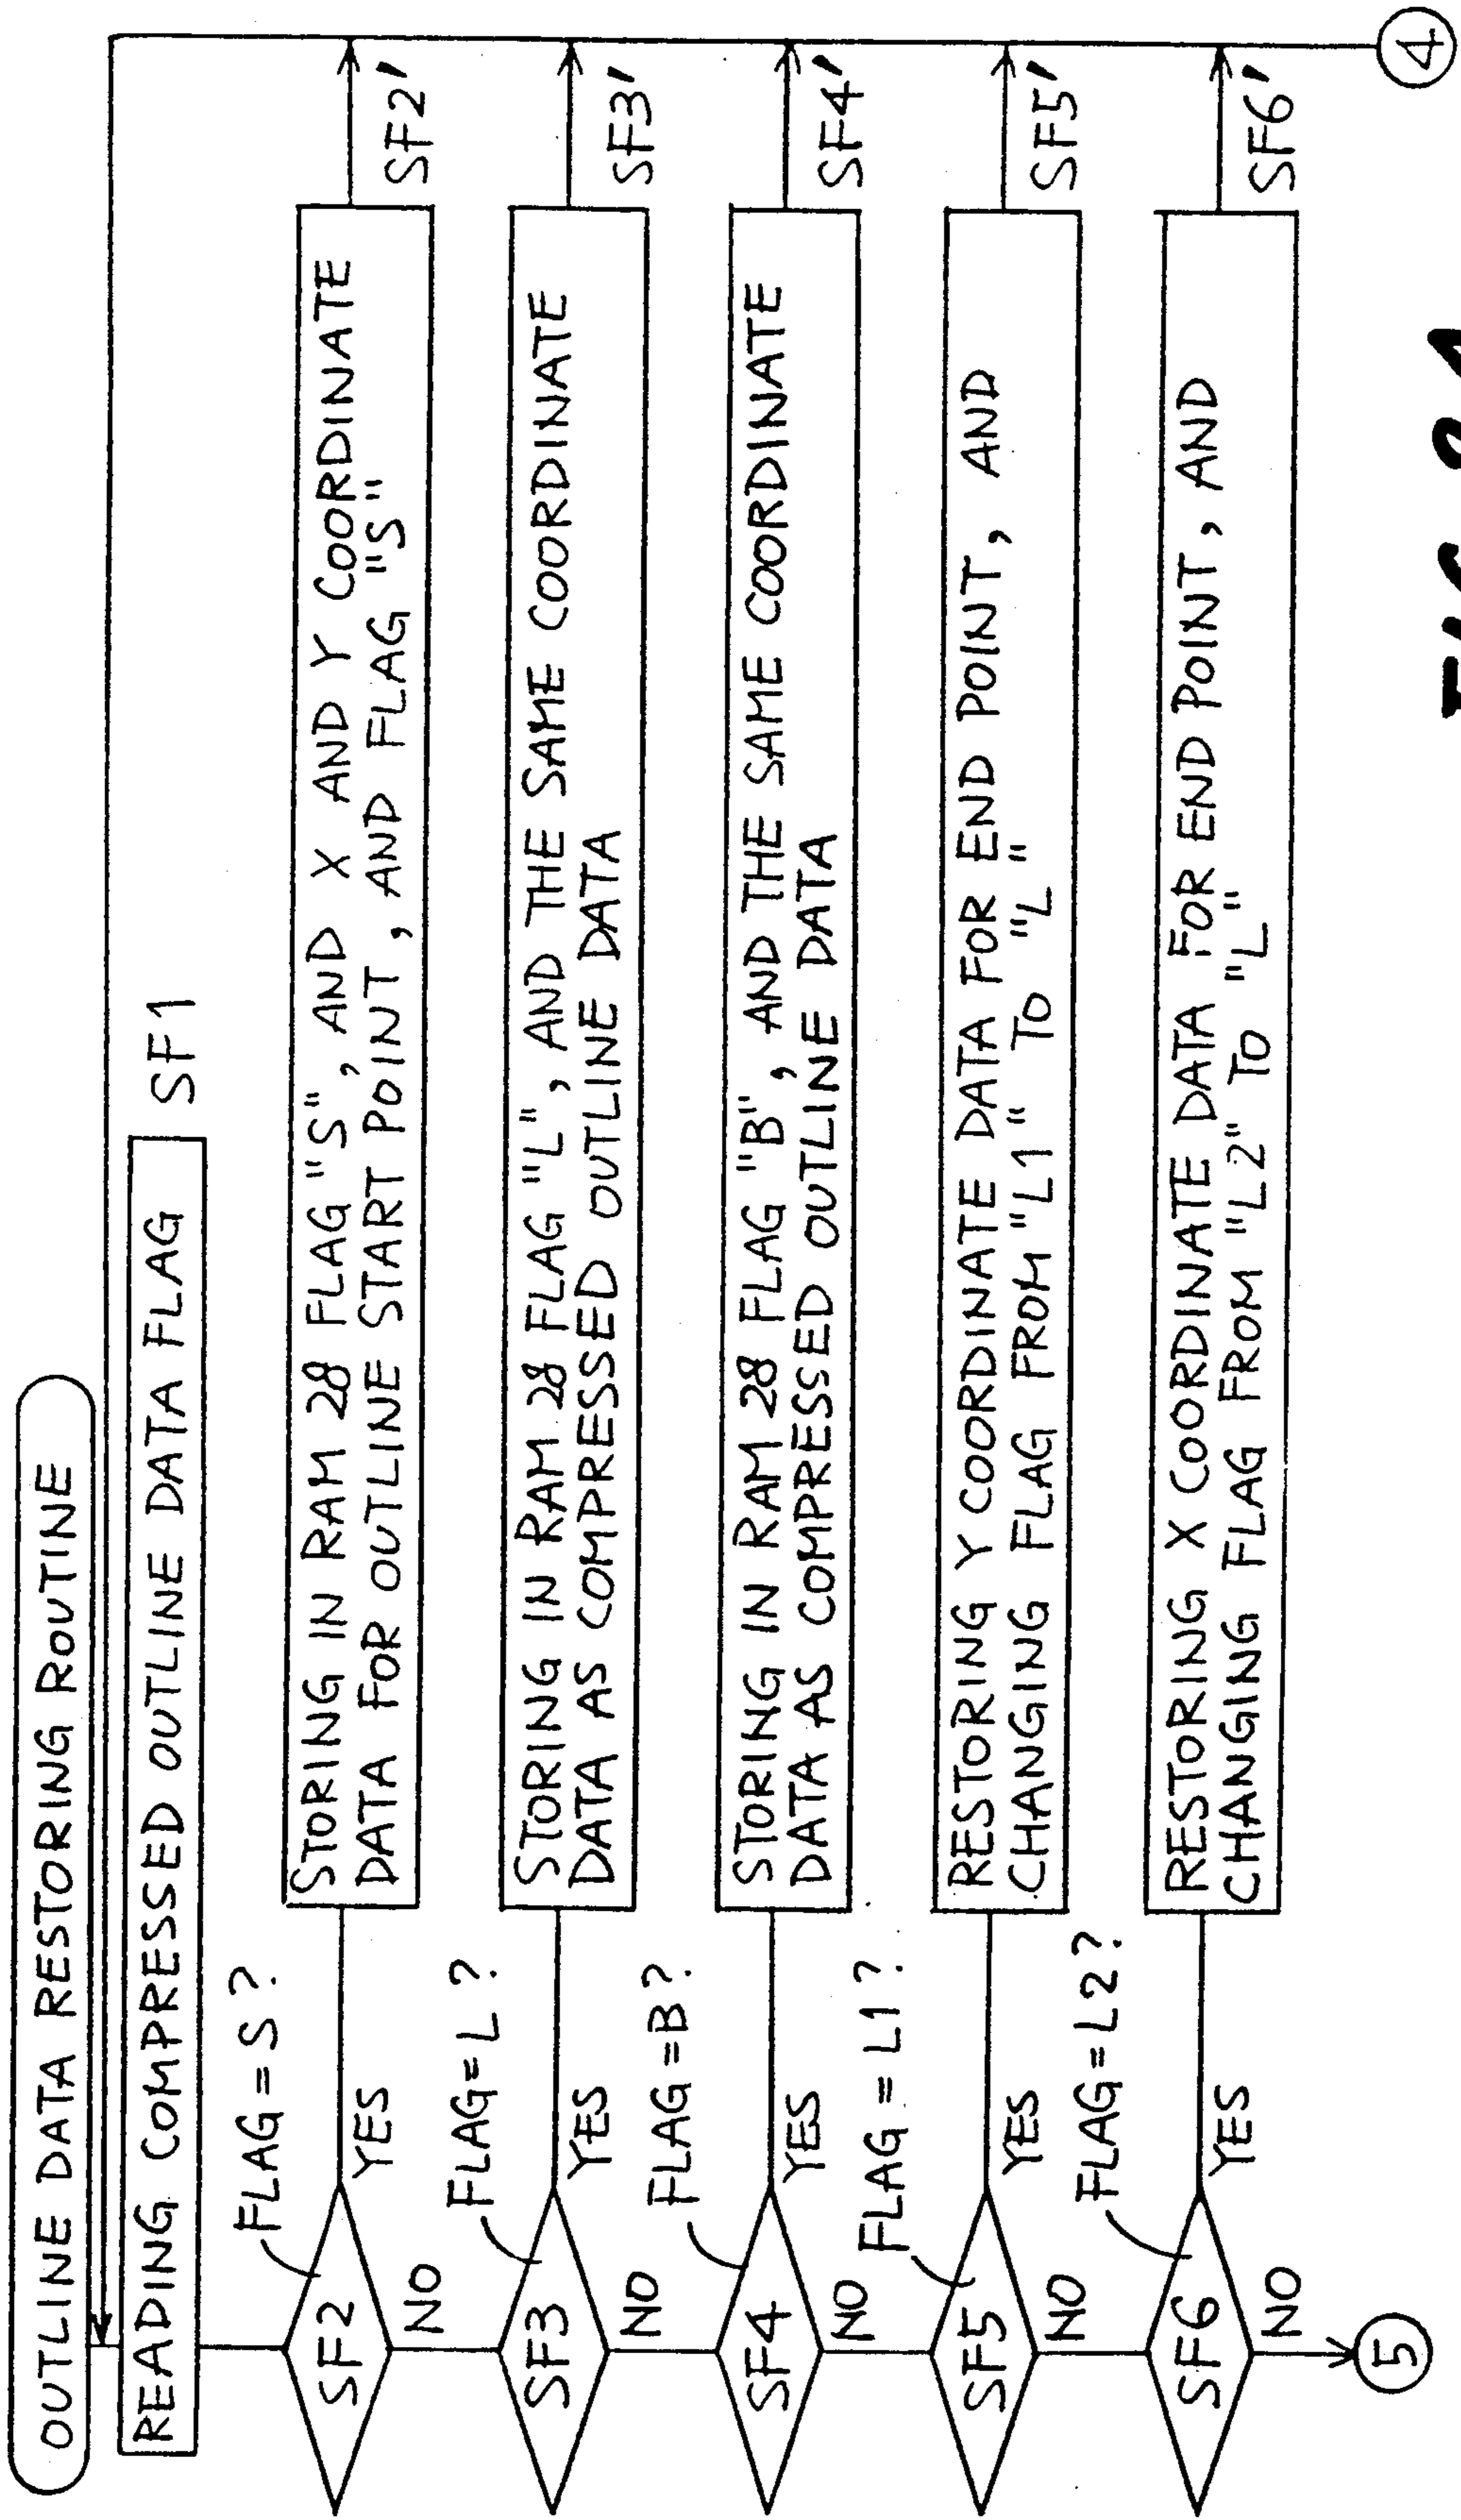 OUTLINE DATA RESTORING ROUTINE
READING COMPRESSED OUTLINE DATA FLAG
SF1
FLAG = S ?
SF2
YES
NO
STORING IN RAM 28 FLAG "S", AND X AND Y COORDINATE
DATA FOR OUTLINE START POINT, AND FLAG "S"
SF2'
FLAG = L ?
SF3
YES
NO
STORING IN RAM 28 FLAG "L", AND THE SAME COORDINATE
DATA AS COMPRESSED OUTLINE DATA
SF3'
FLAG = B ?
SF4
YES
NO
STORING IN RAM 28 FLAG "B", AND THE SAME COORDINATE
DATA AS COMPRESSED OUTLINE DATA
SF4'
FLAG = L1 ?
SF5
YES
NO
RESTORING Y COORDINATE DATA FOR END POINT, AND
CHANGING FLAG FROM "L1" TO "L"
SF5'
FLAG = L2 ?
SF6
YES
NO
RESTORING X COORDINATE DATA FOR END POINT, AND
CHANGING FLAG FROM "L2" TO "L"
SF6'
5
4